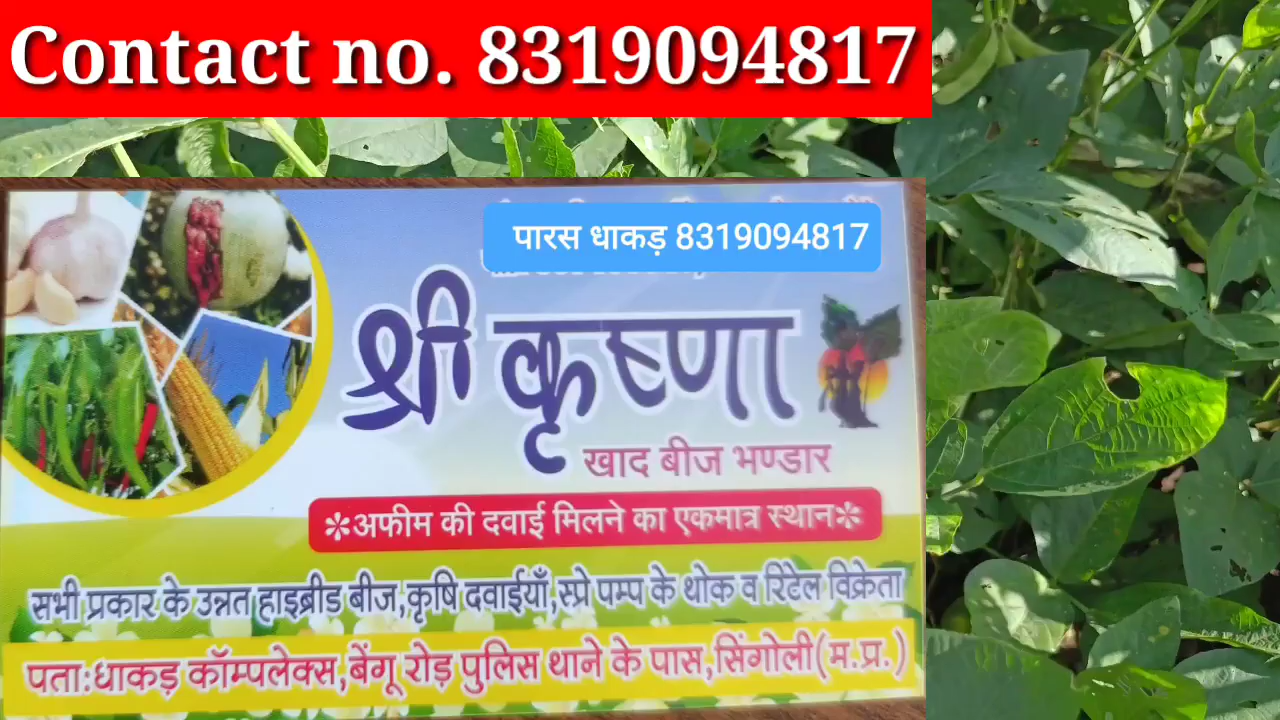 Contact no. 8319094817
पारस धाकड़ 8319094817
श्री कृष्णा
खाद बीज भण्डार
*अफीम की दवाई मिलने का एकमात्र स्थान*
सभी प्रकार के उन्नत हाइब्रीड बीज,कृषि दवाईयाँ,स्प्रे पम्प के थोक व रिटेल विक्रेता
पता:धाकड़ कॉम्पलेक्स,बेंगू रोड़ पुलिस थाने के पास,सिंगोली(म.प्र.)